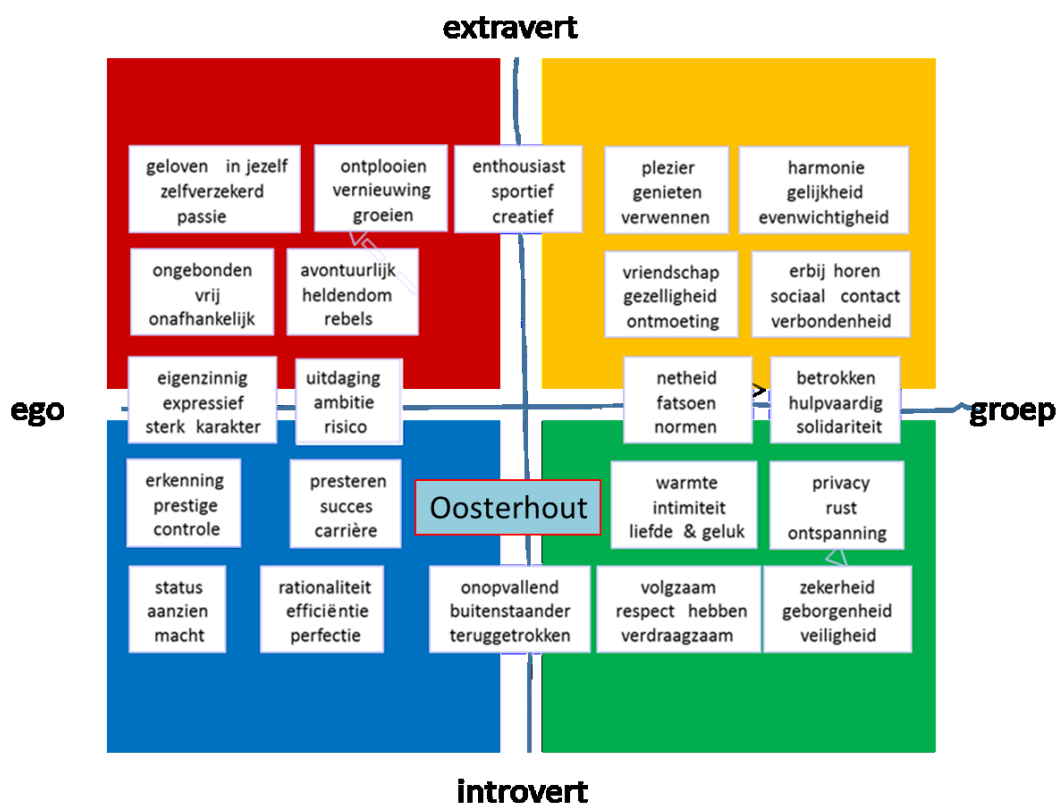 extravert
geloven in jezelf
zelfverzekerd
passie
ontplooien
vernieuwing
groeien
enthousiast
sportief
creatief
plezier
genieten
verwennen
harmonie
gelijkheid
evenwichtigheid
ongebonden
vrij
onafhankelijk
avontuurlijk
heldendom
rebels
vriendschap
gezelligheid
ontmoeting
erbij horen
sociaal contact
verbondenheid
ego
eigenzinnig
expressief
sterk karakter
uitdaging
ambitie
risico
netheid
fatsoen
normen
betrokken
hulpvaardig
solidariteit
groep
erkenning
prestige
controle
presteren
succes
carrière
Oosterhout
warmte
intimiteit
liefde & geluk
privacy
rust
ontspanning
status
aanzien
macht
rationaliteit
efficiëntie
perfectie
onopvallend
buitenstaander
teruggetrokken
volgzaam
respect hebben
verdraagzaam
zekerheid
geborgenheid
veiligheid
introvert